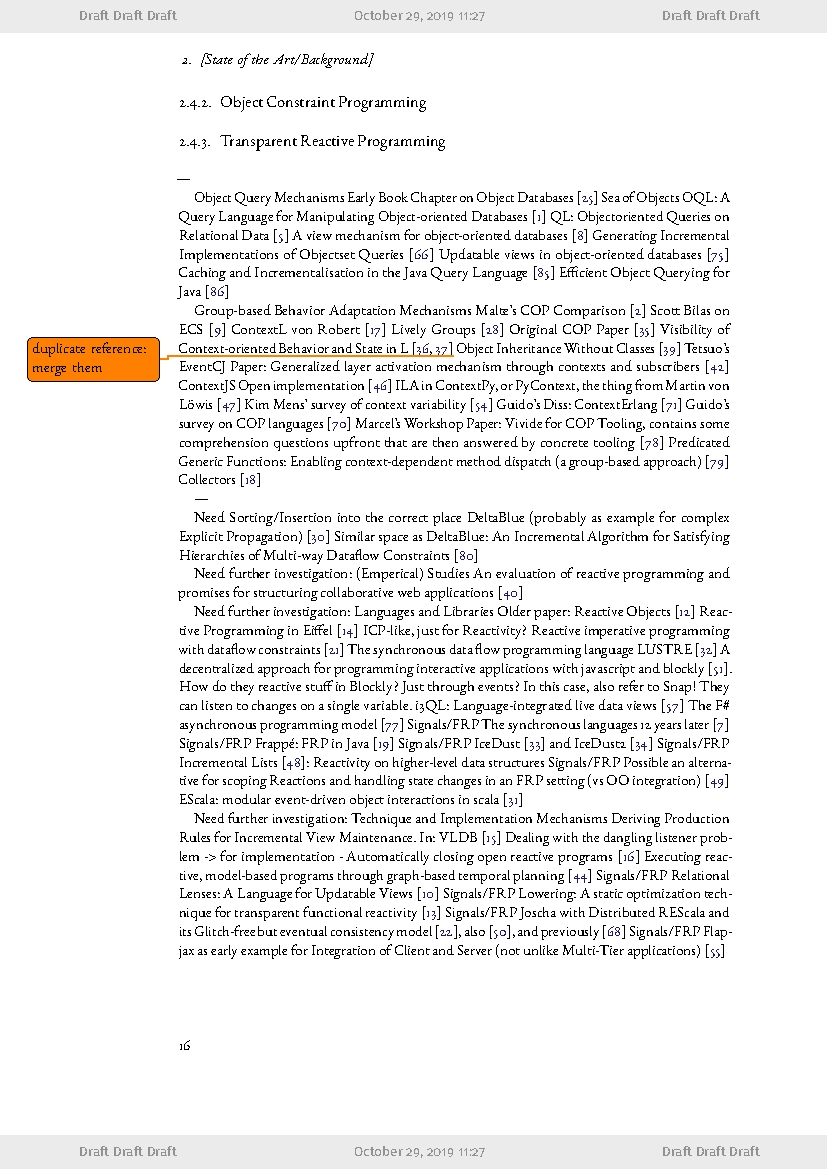 Draft Draft Draft October 29, 2019 11:27 Draft Draft Draft
2. [State of the Art/Background]
2.4.2. Object Constraint Programming
2.4.3. Transparent Reactive Programming
—
Object Query Mechanisms Early Book Chapter on Object Databases [25] Sea of Objects OQL: A
Query Language for Manipulating Object-oriented Databases [1] QL: Objectoriented Queries on
Relational Data [5] A view mechanism for object-oriented databases [8] Generating Incremental
Implementations of Objectset Queries [66] Updatable views in object-oriented databases [75]
Caching and Incrementalisation in the Java Query Language [85] Efficient Object Querying for
Java [86]
Group-based Behavior Adaptation Mechanisms Malte's COP Comparison [2] Scott Bilas on
ECS [9] ContextL von Robert [17] Lively Groups [28] Original COP Paper [35] Visibility of
duplicate reference:
merge them
Context-oriented Behavior and State in L [36, 37] Object Inheritance Without Classes [39] Tetsuo's
EventCJ Paper: Generalized layer activation mechanism through contexts and subscribers [42]
ContextJS Open implementation [46] ILA in ContextPy, or PyContext, the thing from Martin von
Löwis [47] Kim Mens' survey of context variability [54] Guido's Diss: ContextErlang [71] Guido's
survey on COP languages [70] Marcel's Workshop Paper: Vivide for COP Tooling, contains some
comprehension questions upfront that are then answered by concrete tooling [78] Predicated
Generic Functions: Enabling context-dependent method dispatch (a group-based approach) [79]
Collectors [18]
—
Need Sorting/Insertion into the correct place DeltaBlue (probably as example for complex
Explicit Propagation) [30] Similar space as DeltaBlue: An Incremental Algorithm for Satisfying
Hierarchies of Multi-way Dataflow Constraints [80]
Need further investigation: (Emperical) Studies An evaluation of reactive programming and
promises for structuring collaborative web applications [40]
Need further investigation: Languages and Libraries Older paper: Reactive Objects [12] Reac-
tive Programming in Eiffel [14] ICP-like, just for Reactivity? Reactive imperative programming
with dataflow constraints [21] The synchronous data flow programming language LUSTRE [32] A
decentralized approach for programming interactive applications with javascript and blockly [51].
How do they reactive stuff in Blockly? Just through events? In this case, also refer to Snap! They
can listen to changes on a single variable. i3QL: Language-integrated live data views [57] The F#
asynchronous programming model [77] Signals/FRP The synchronous languages 12 years later [7]
Signals/FRP Frappé: FRP in Java [19] Signals/FRP IceDust [33] and IceDust2 [34] Signals/FRP
Incremental Lists [48]: Reactivity on higher-level data structures Signals/FRP Possible an alterna-
tive for scoping Reactions and handling state changes in an FRP setting (vs OO integration) [49]
EScala: modular event-driven object interactions in scala [31]
Need further investigation: Technique and Implementation Mechanisms Deriving Production
Rules for Incremental View Maintenance. In: VLDB [15] Dealing with the dangling listener prob-
lem -> for implementation - Automatically closing open reactive programs [16] Executing reac-
tive, model-based programs through graph-based temporal planning [44] Signals/FRP Relational
Lenses: A Language for Updatable Views [10] Signals/FRP Lowering: A static optimization tech-
nique for transparent functional reactivity [13] Signals/FRP Joscha with Distributed REScala and
its Glitch-free but eventual consistency model [22], also [50], and previously [68] Signals/FRP Flap-
jax as early example for Integration of Client and Server (not unlike Multi-Tier applications) [55]
16
Draft Draft Draft October 29, 2019 11:27 Draft Draft Draft